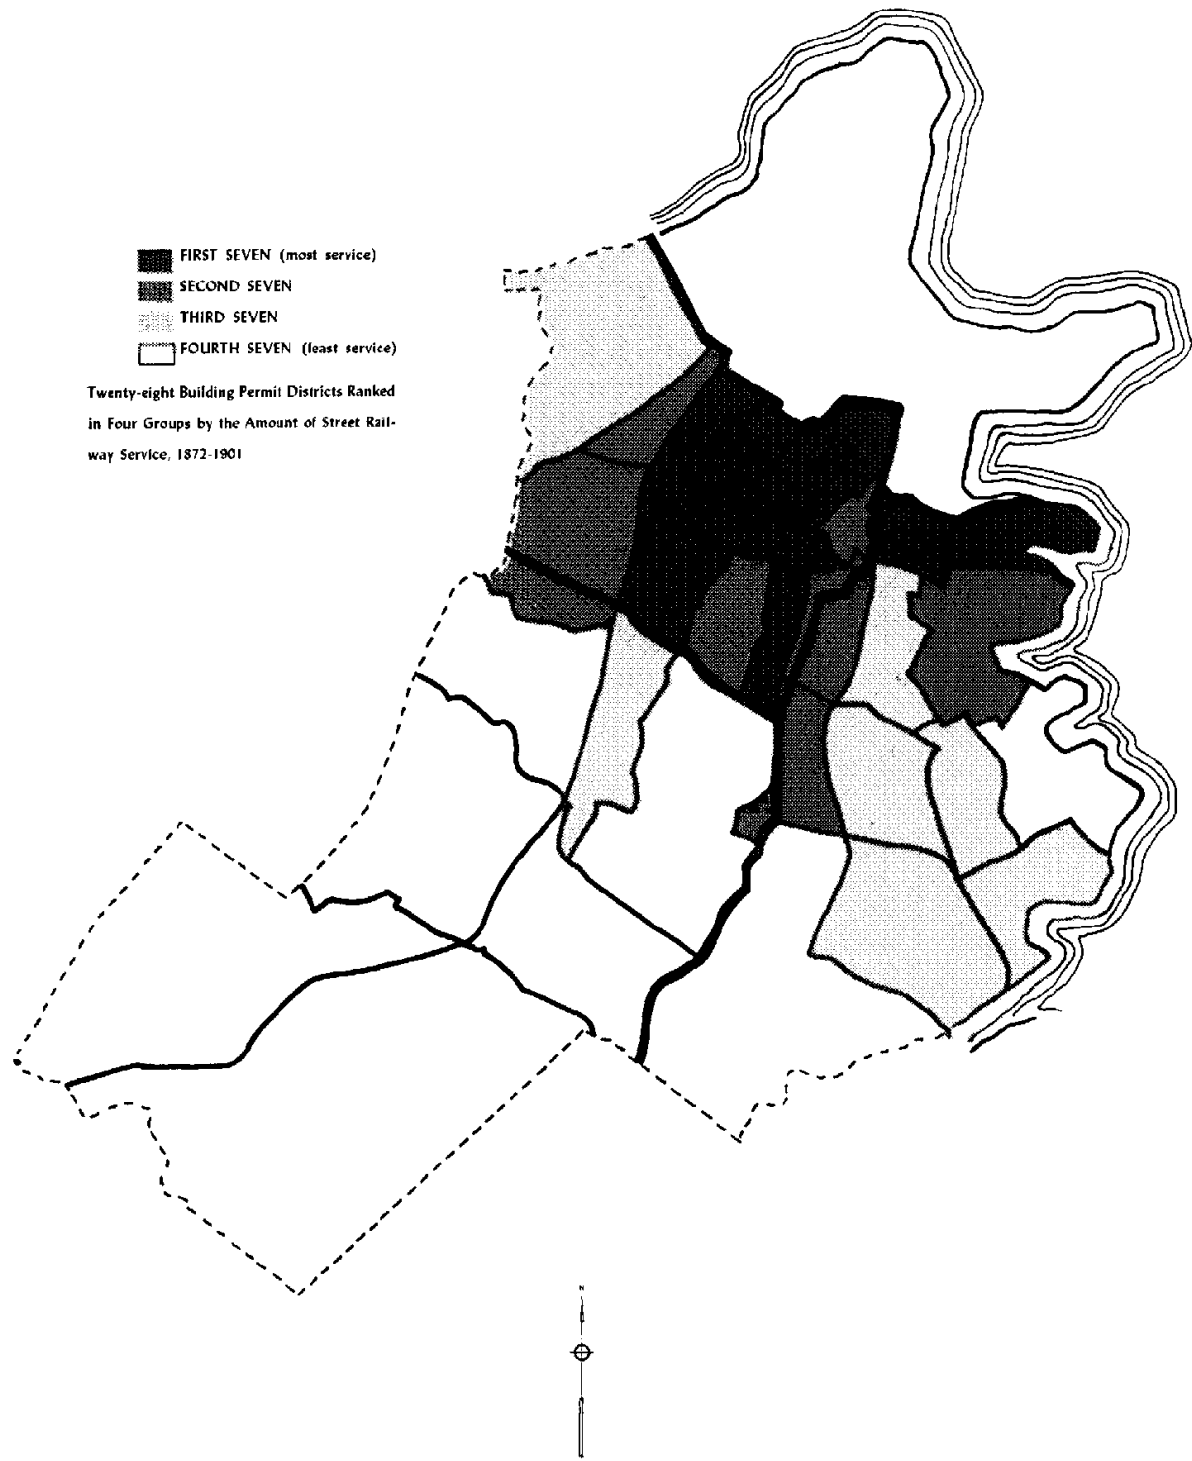 FIRST SEVEN (most service)
SECOND SEVEN
THIRD SEVEN
FOURTH SEVEN (least service)
Twenty-eight Building Permit Districts Ranked
in Four Groups by the Amount of Street Rail-
way Service, 1872-1901
N